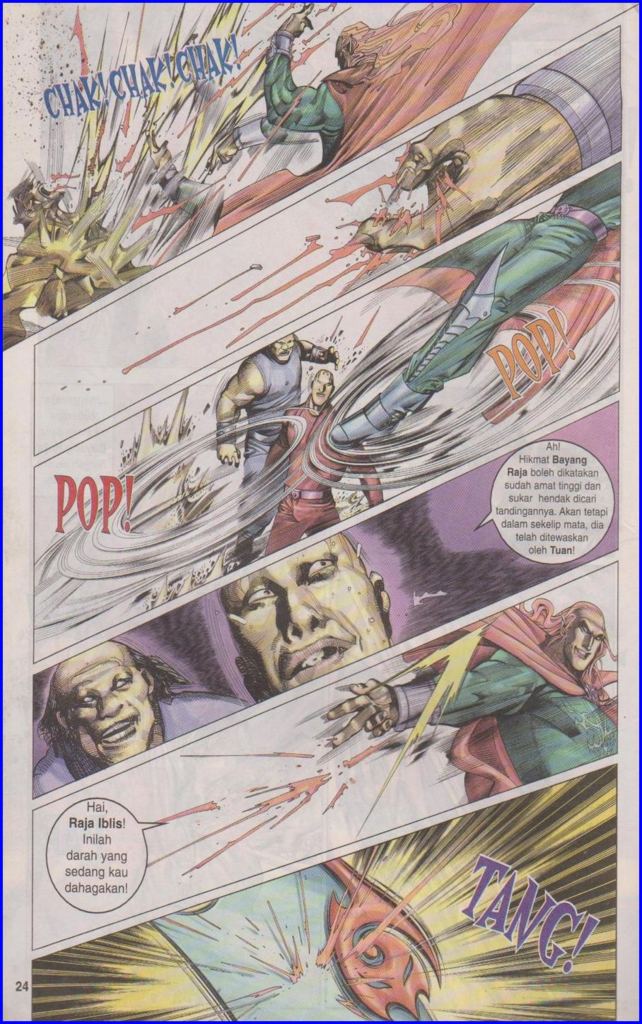 CHAK! CHAK! CHAK!
POP!
POP!
Ah!
Hikmat Bayang
Raja boleh dikatakan
sudah amat tinggi dan
sukar hendak dicari
tandingannya. Akan tetapi
dalam sekelip mata, dia
telah ditewaskan
oleh Tuan!
Hai,
Raja Iblis!
Inilah
darah yang
sedang kau
dahagakan!
TANG!
24